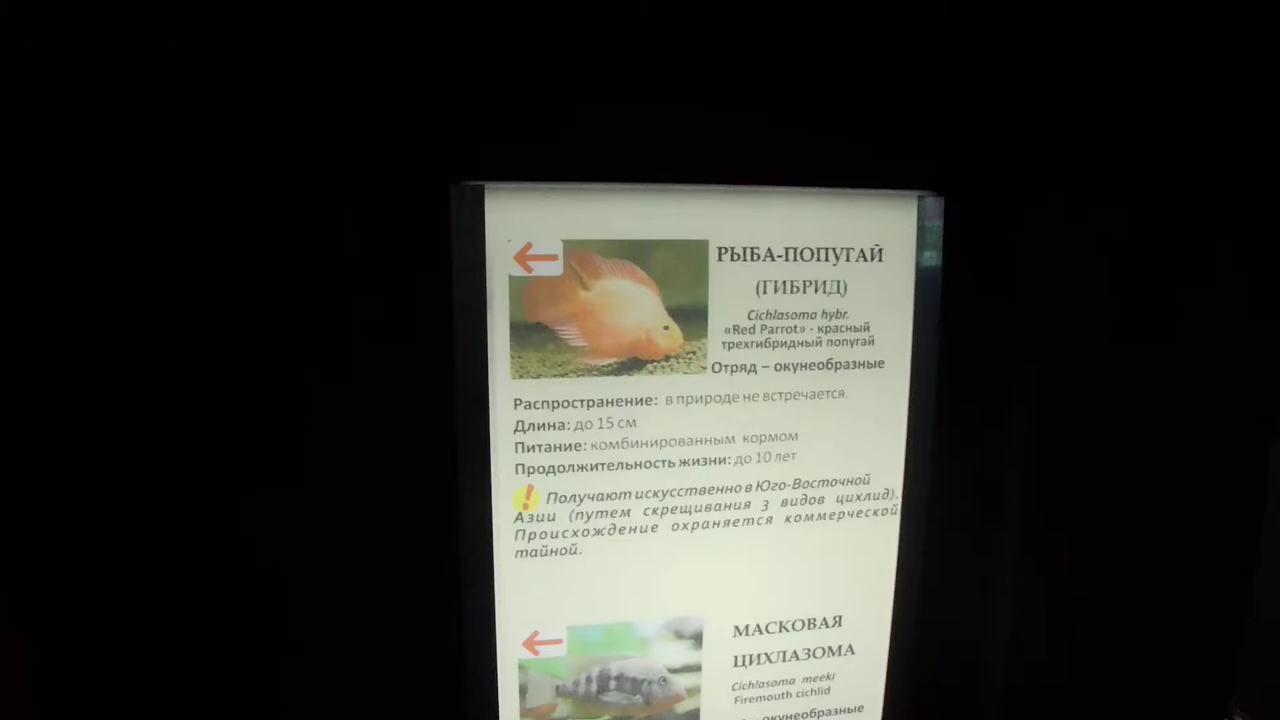 РЫБА-ПОПУГАЙ
(ГИБРИД)
Cichlasoma hybr.
«Red Parrot» - красный
трехгибридный попугай
Отряд – окунеобразные
Распространение: в природе не встречается.
Длина: до 15 см
Питание: комбинированным кормом
Продолжительность жизни: до 10 лет
! Получают искусственно в Юго-Восточной
Азии (путем скрещивания 3 видов цихлид).
Происхождение охраняется коммерческой
тайной.
МАСКОВАЯ
ЦИХЛАЗОМА
Cichlasoma meeki
Firemouth cichlid
окунеобразные